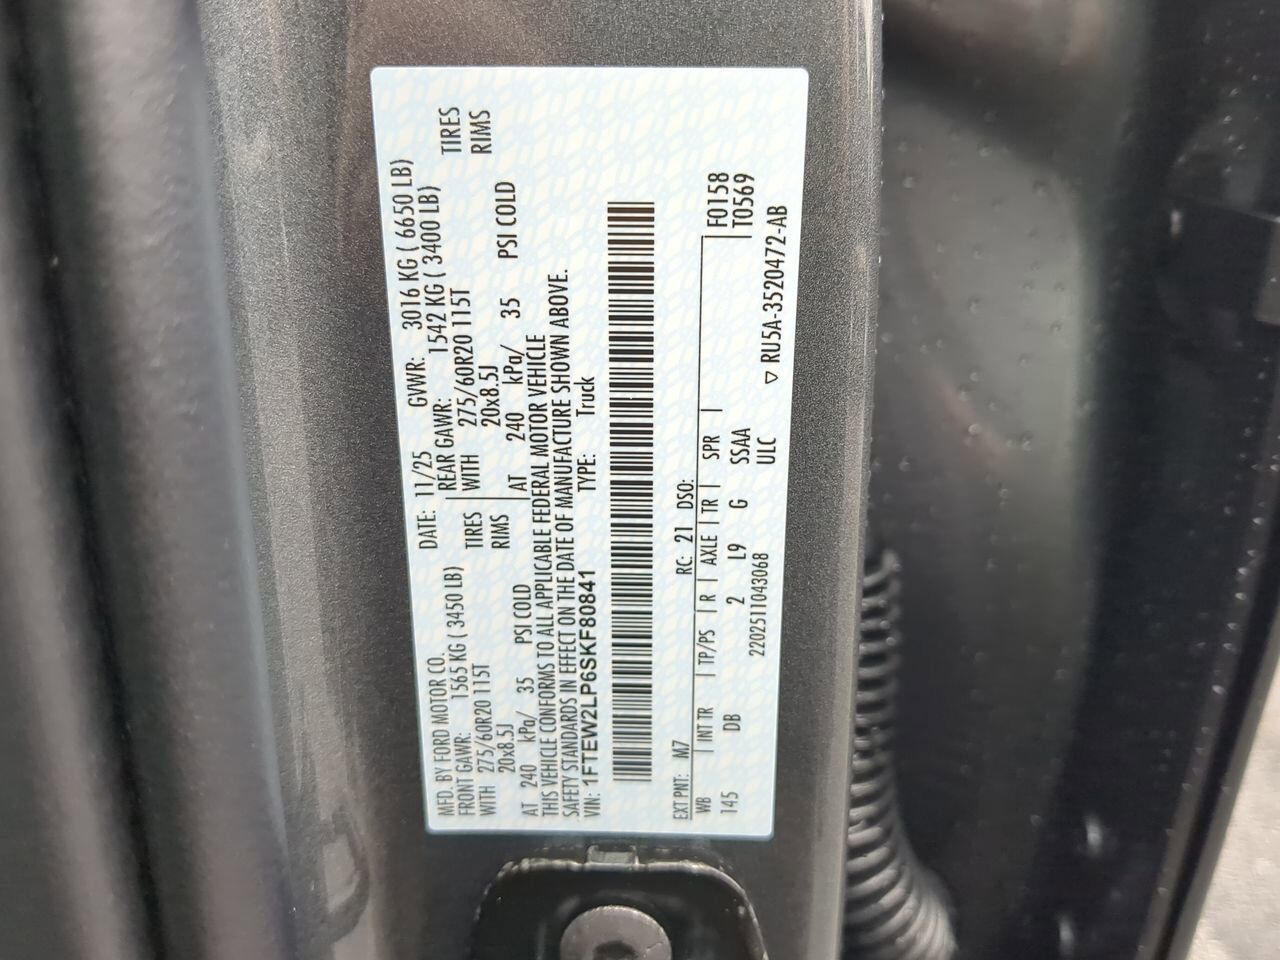 MFD. BY FORD MOTOR CO. DATE: 11/25 GVWR: 3016 KG ( 6650 LB)
FRONT GAWR: 1565 KG ( 3450 LB) REAR GAWR: 1542 KG ( 3400 LB)
WITH 275/60R20 115T TIRES WITH 275/60R20 115T TIRES
20x8.5J RIMS 20x8.5J RIMS
AT 240 kPa/ 35 PSI COLD AT 240 kPa/ 35 PSI COLD
THIS VEHICLE CONFORMS TO ALL APPLICABLE FEDERAL MOTOR VEHICLE
SAFETY STANDARDS IN EFFECT ON THE DATE OF MANUFACTURE SHOWN ABOVE.
VIN: 1FTEW2LP6SKF80841 TYPE: Truck
EXT PNT: M7 RC: 21 DSO: F0158
WB | INT TR | TP/PS | R | AXLE | TR | SPR | T0569
145 DB 2 L9 G SSAA
2202511043068 ULC
▽ RU5A-3520472-AB